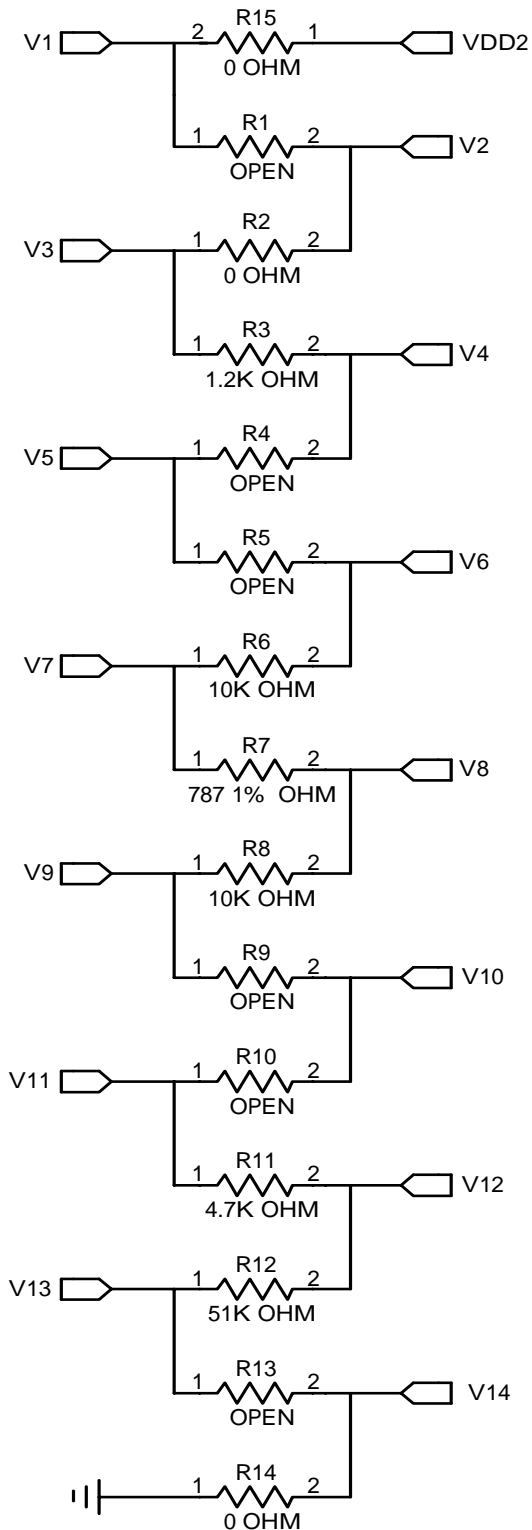 R15
V1 2 1 VDD2
0 OHM
R1
1 2 V2
OPEN
R2
V3 1 2
0 OHM
R3
1 2 V4
1.2K OHM
R4
V5 1 2
OPEN
R5
1 2 V6
OPEN
R6
V7 1 2
10K OHM
R7
1 2 V8
787 1% OHM
R8
V9 1 2
10K OHM
R9
1 2 V10
OPEN
R10
V11 1 2
OPEN
R11
1 2 V12
4.7K OHM
R12
V13 1 2
51K OHM
R13
1 2 V14
OPEN
R14
1 2
0 OHM